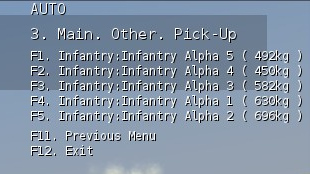 AUTO
3. Main. Other. Pick-Up
F1. Infantry:Infantry Alpha 5 ( 492kg )
F2. Infantry:Infantry Alpha 4 ( 450kg )
F3. Infantry:Infantry Alpha 3 ( 582kg )
F4. Infantry:Infantry Alpha 1 ( 630kg )
F5. Infantry:Infantry Alpha 2 ( 696kg )
F11. Previous Menu
F12. Exit